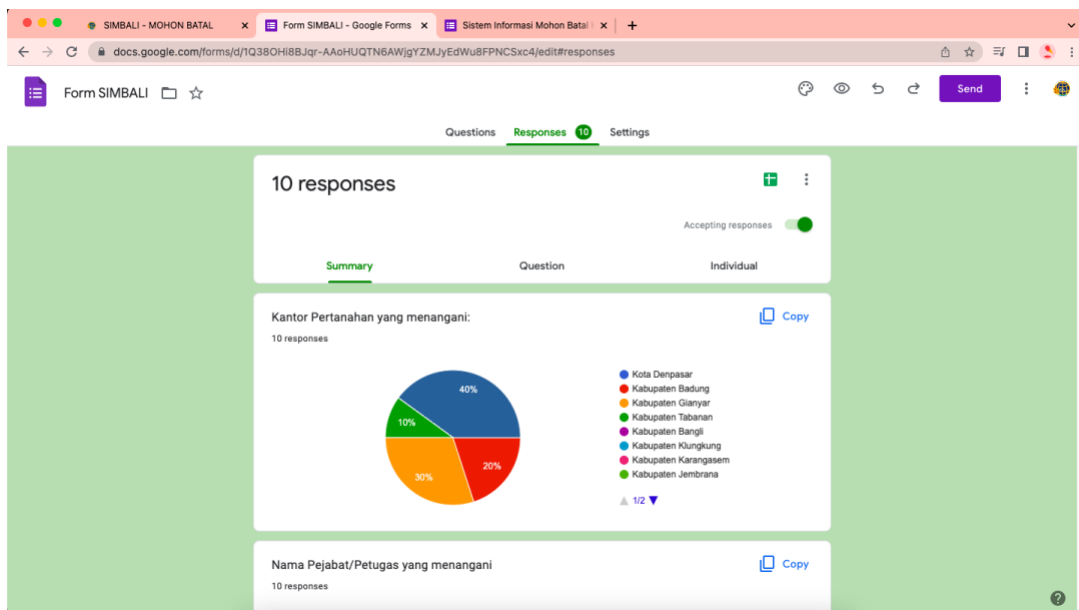 SIMBALI - MOHON BATAL
Form SIMBALI - Google Forms
Sistem Informasi Mohon Batal
docs.google.com/forms/d/1Q38OHi8BJqr-AAoHUQTN6AWjgYZMJyEdWu8FPNCSxc4/edit#responses
Form SIMBALI
Send
Questions Responses 10 Settings
10 responses
Accepting responses
Summary Question Individual
Kantor Pertanahan yang menangani:
Copy
10 responses
40%
10%
30%
20%
Kota Denpasar
Kabupaten Badung
Kabupaten Gianyar
Kabupaten Tabanan
Kabupaten Bangli
Kabupaten Klungkung
Kabupaten Karangasem
Kabupaten Jembrana
1/2
Nama Pejabat/Petugas yang menangani
Copy
10 responses